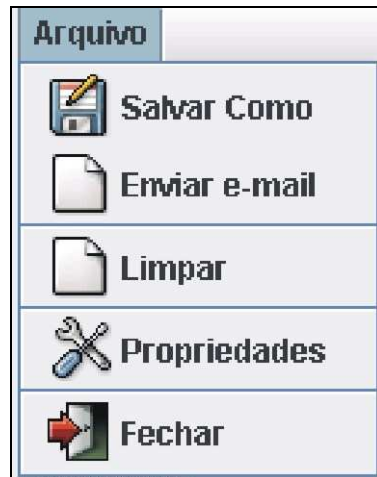 Arquivo
Salvar Como
Enviar e-mail
Limpar
Propriedades
Fechar